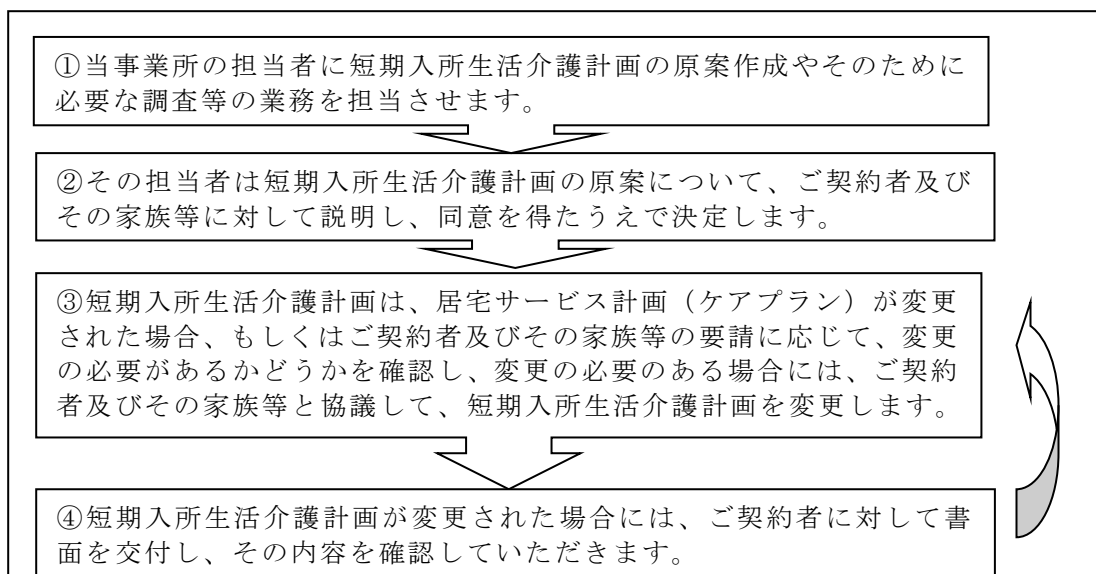 ①当事業所の担当者に短期入所生活介護計画の原案作成やそのために
必要な調査等の業務を担当させます。
②その担当者は短期入所生活介護計画の原案について、ご契約者及び
その家族等に対して説明し、同意を得たうえで決定します。
③短期入所生活介護計画は、居宅サービス計画（ケアプラン）が変更
された場合、もしくはご契約者及びその家族等の要請に応じて、変更
の必要があるかどうかを確認し、変更の必要のある場合には、ご契約
者及びその家族等と協議して、短期入所生活介護計画を変更します。
④短期入所生活介護計画が変更された場合には、ご契約者に対して書
面を交付し、その内容を確認していただきます。